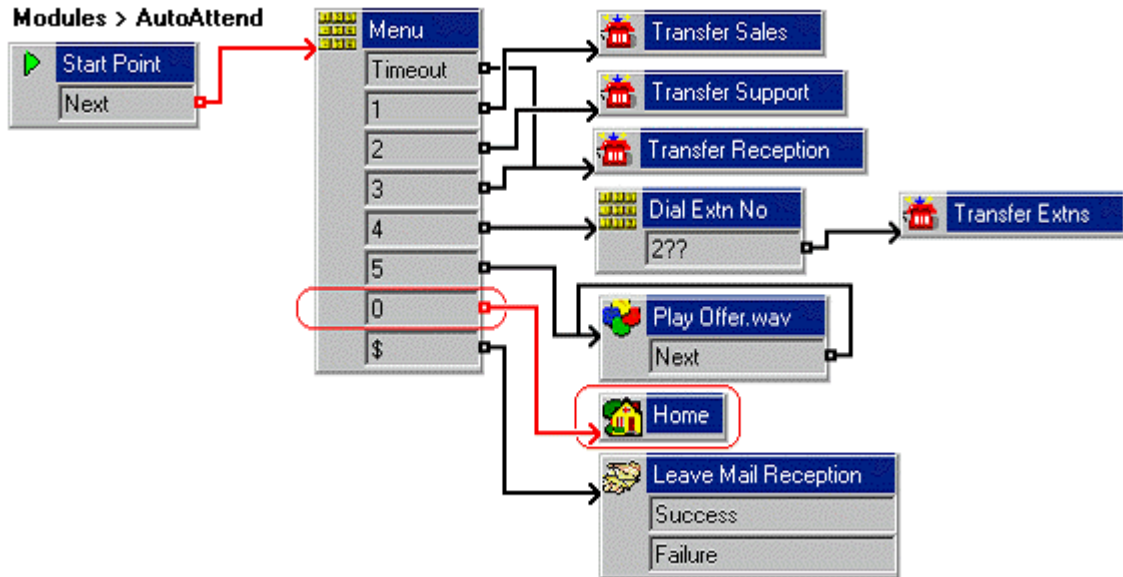 Modules > AutoAttend
Start Point
Next
Menu
Timeout
1
2
3
4
5
0
$
Transfer Sales
Transfer Support
Transfer Reception
Dial Extn No
2??
Transfer Extns
Play Offer.wav
Next
Home
Leave Mail Reception
Success
Failure